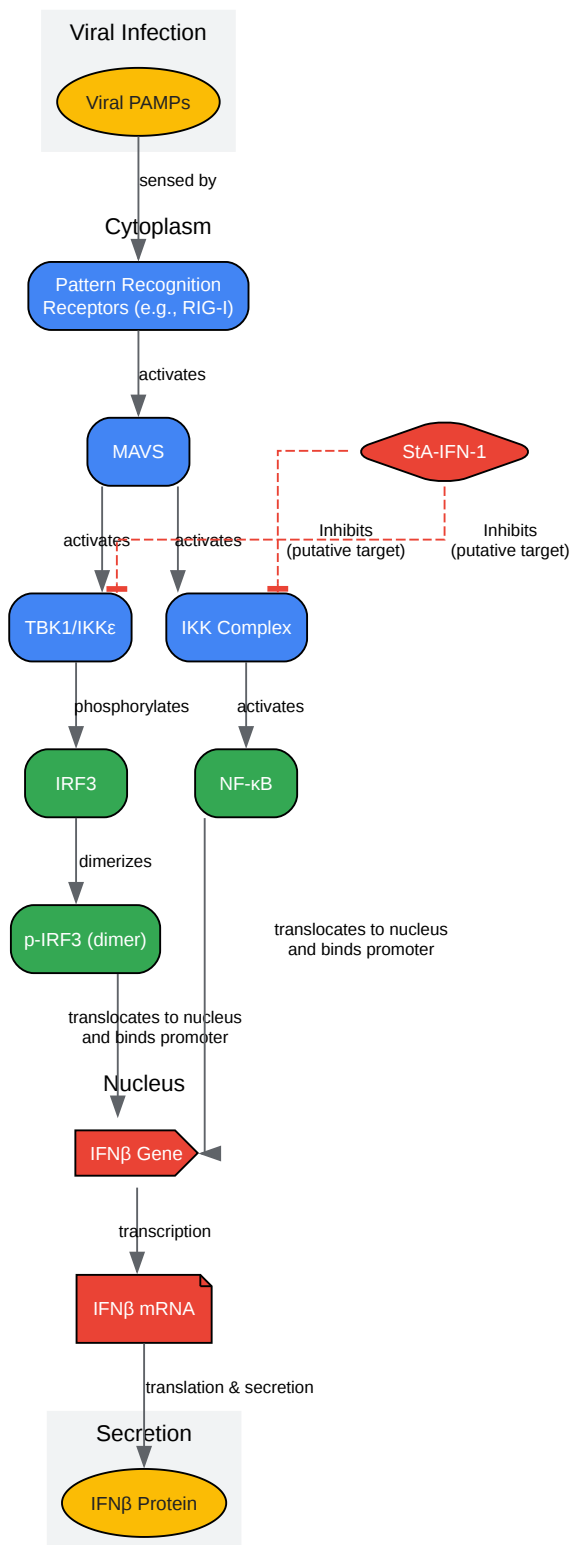 Viral Infection
Viral PAMPs
sensed by
Cytoplasm
Pattern Recognition
Receptors (e.g., RIG-I)
activates
MAVS
StA-IFN-1
activates
activates
Inhibits
(putative target)
Inhibits
(putative target)
TBK1/IKKε
IKK Complex
phosphorylates
activates
IRF3
NF-κB
dimerizes
p-IRF3 (dimer)
translocates to nucleus
and binds promoter
translocates to nucleus
and binds promoter
Nucleus
IFNβ Gene
transcription
IFNβ mRNA
translation & secretion
Secretion
IFNβ Protein